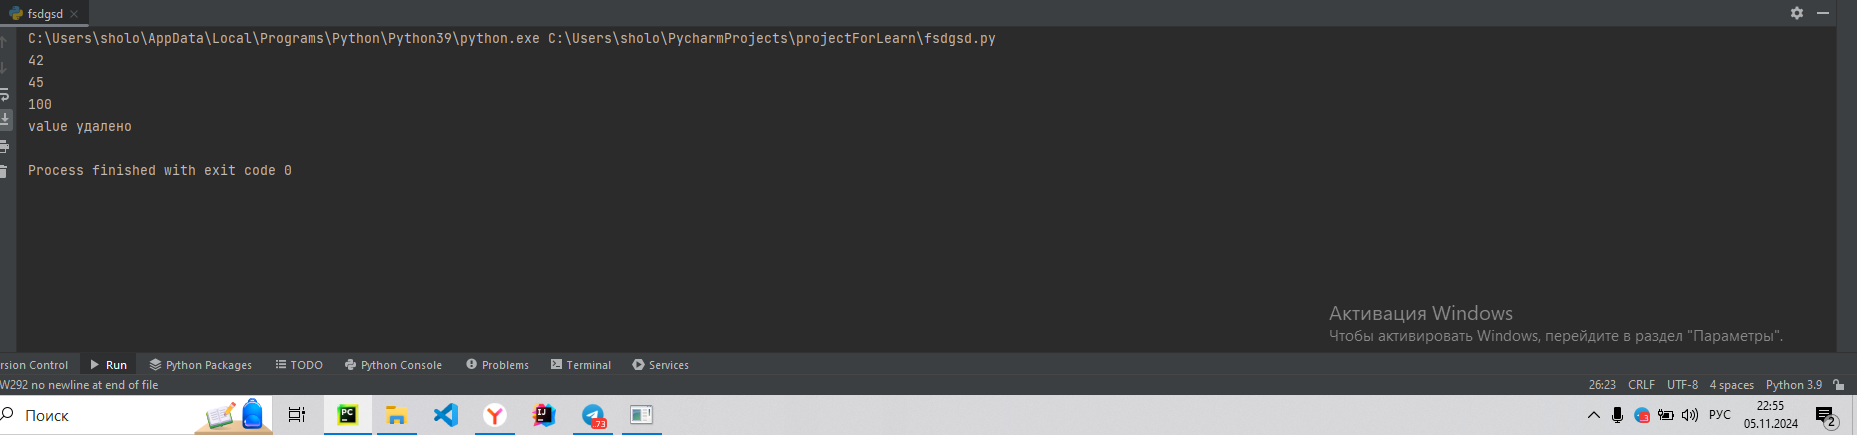 fsdgsd
C:\Users\sholo\AppData\Local\Programs\Python\Python39\python.exe C:\Users\sholo\PycharmProjects\projectForLearn\fsdgsd.py
42
45
100
value удалено
Process finished with exit code 0
Активация Windows
Чтобы активировать Windows, перейдите в раздел "Параметры".
rsion Control Run Python Packages TODO Python Console Problems Terminal Services
W292 no newline at end of file 26:23 CRLF UTF-8 4 spaces Python 3.9
Поиск PC Y IJ ..73 ..3 РУС 22:55
05.11.2024 2